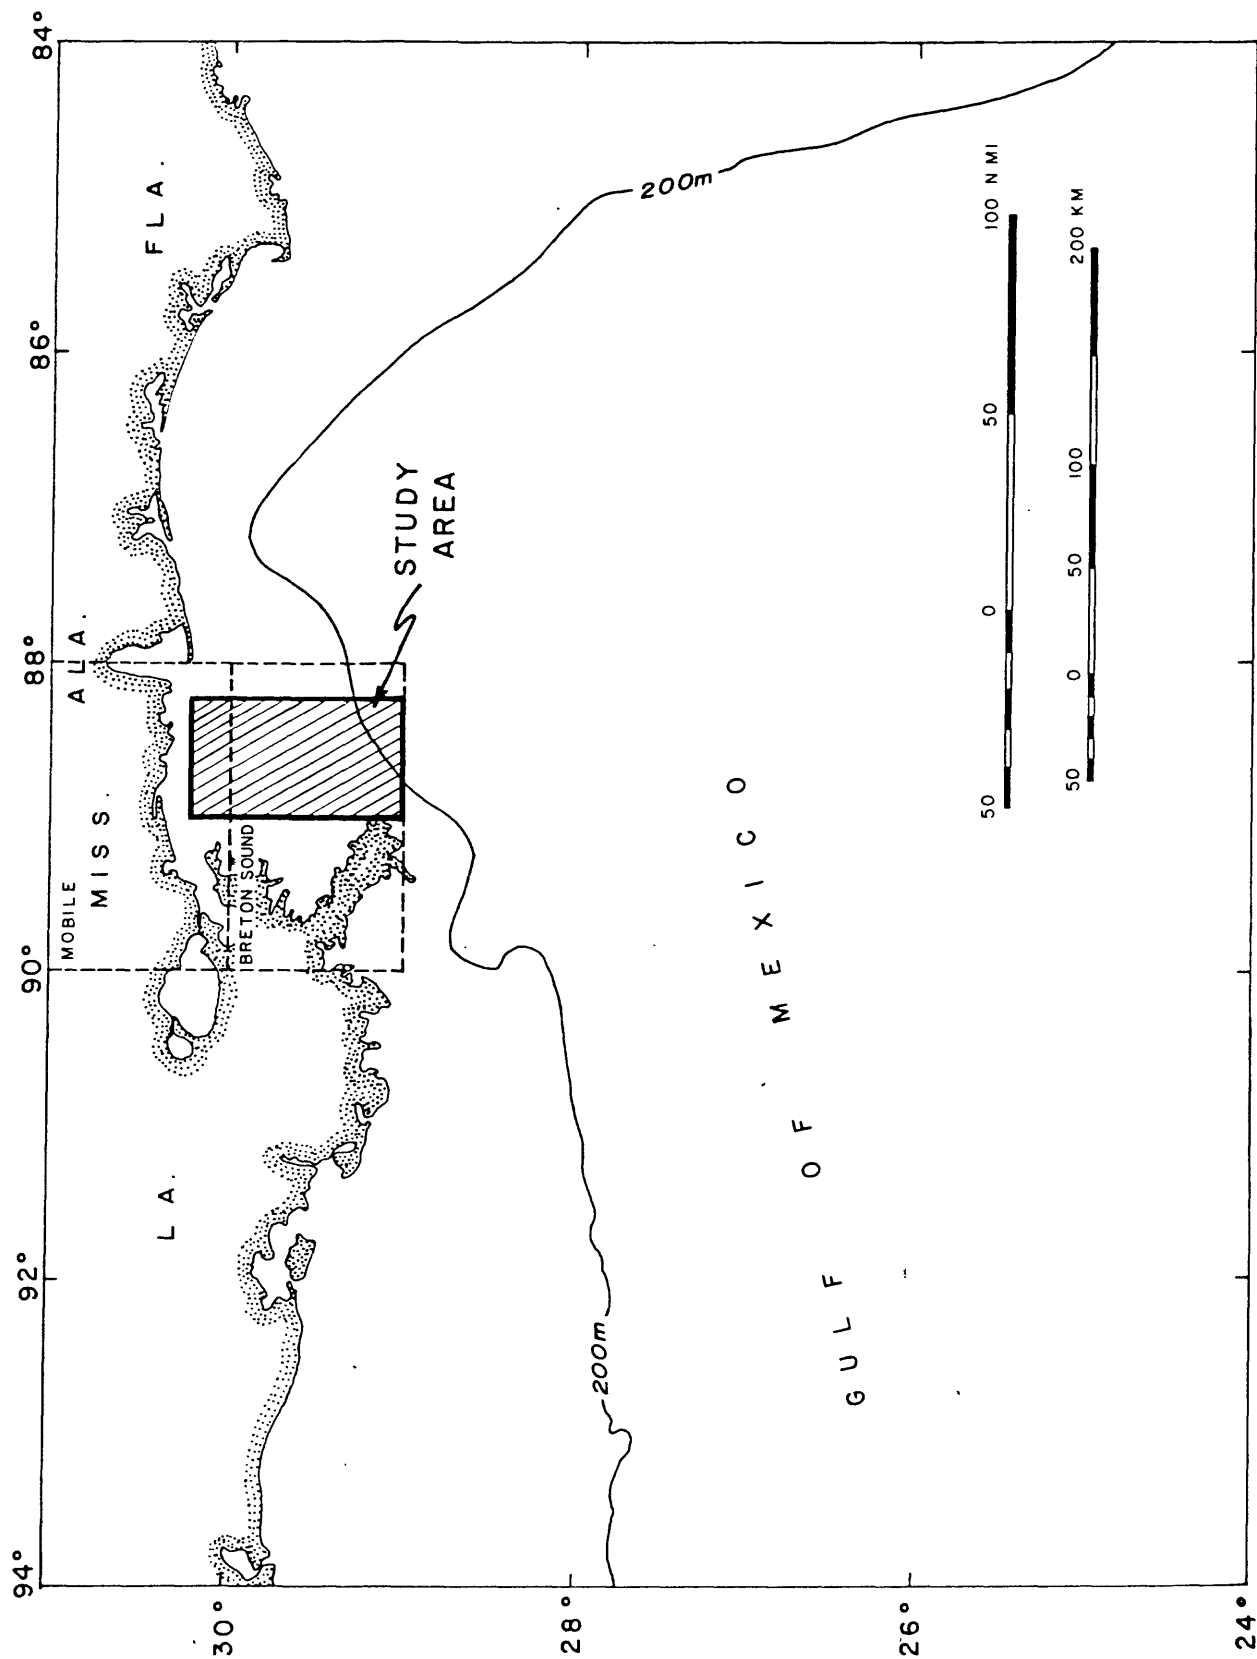 94°
92°
90°
88°
86°
84°
30°
28°
26°
24°
LA.
MOBILE
MISS.
ALA.
FLA.
BRETON SOUND
STUDY
AREA
200m
200m
GULF OF MEXICO
50 0 50 100 NMI
50 0 50 100 200 KM